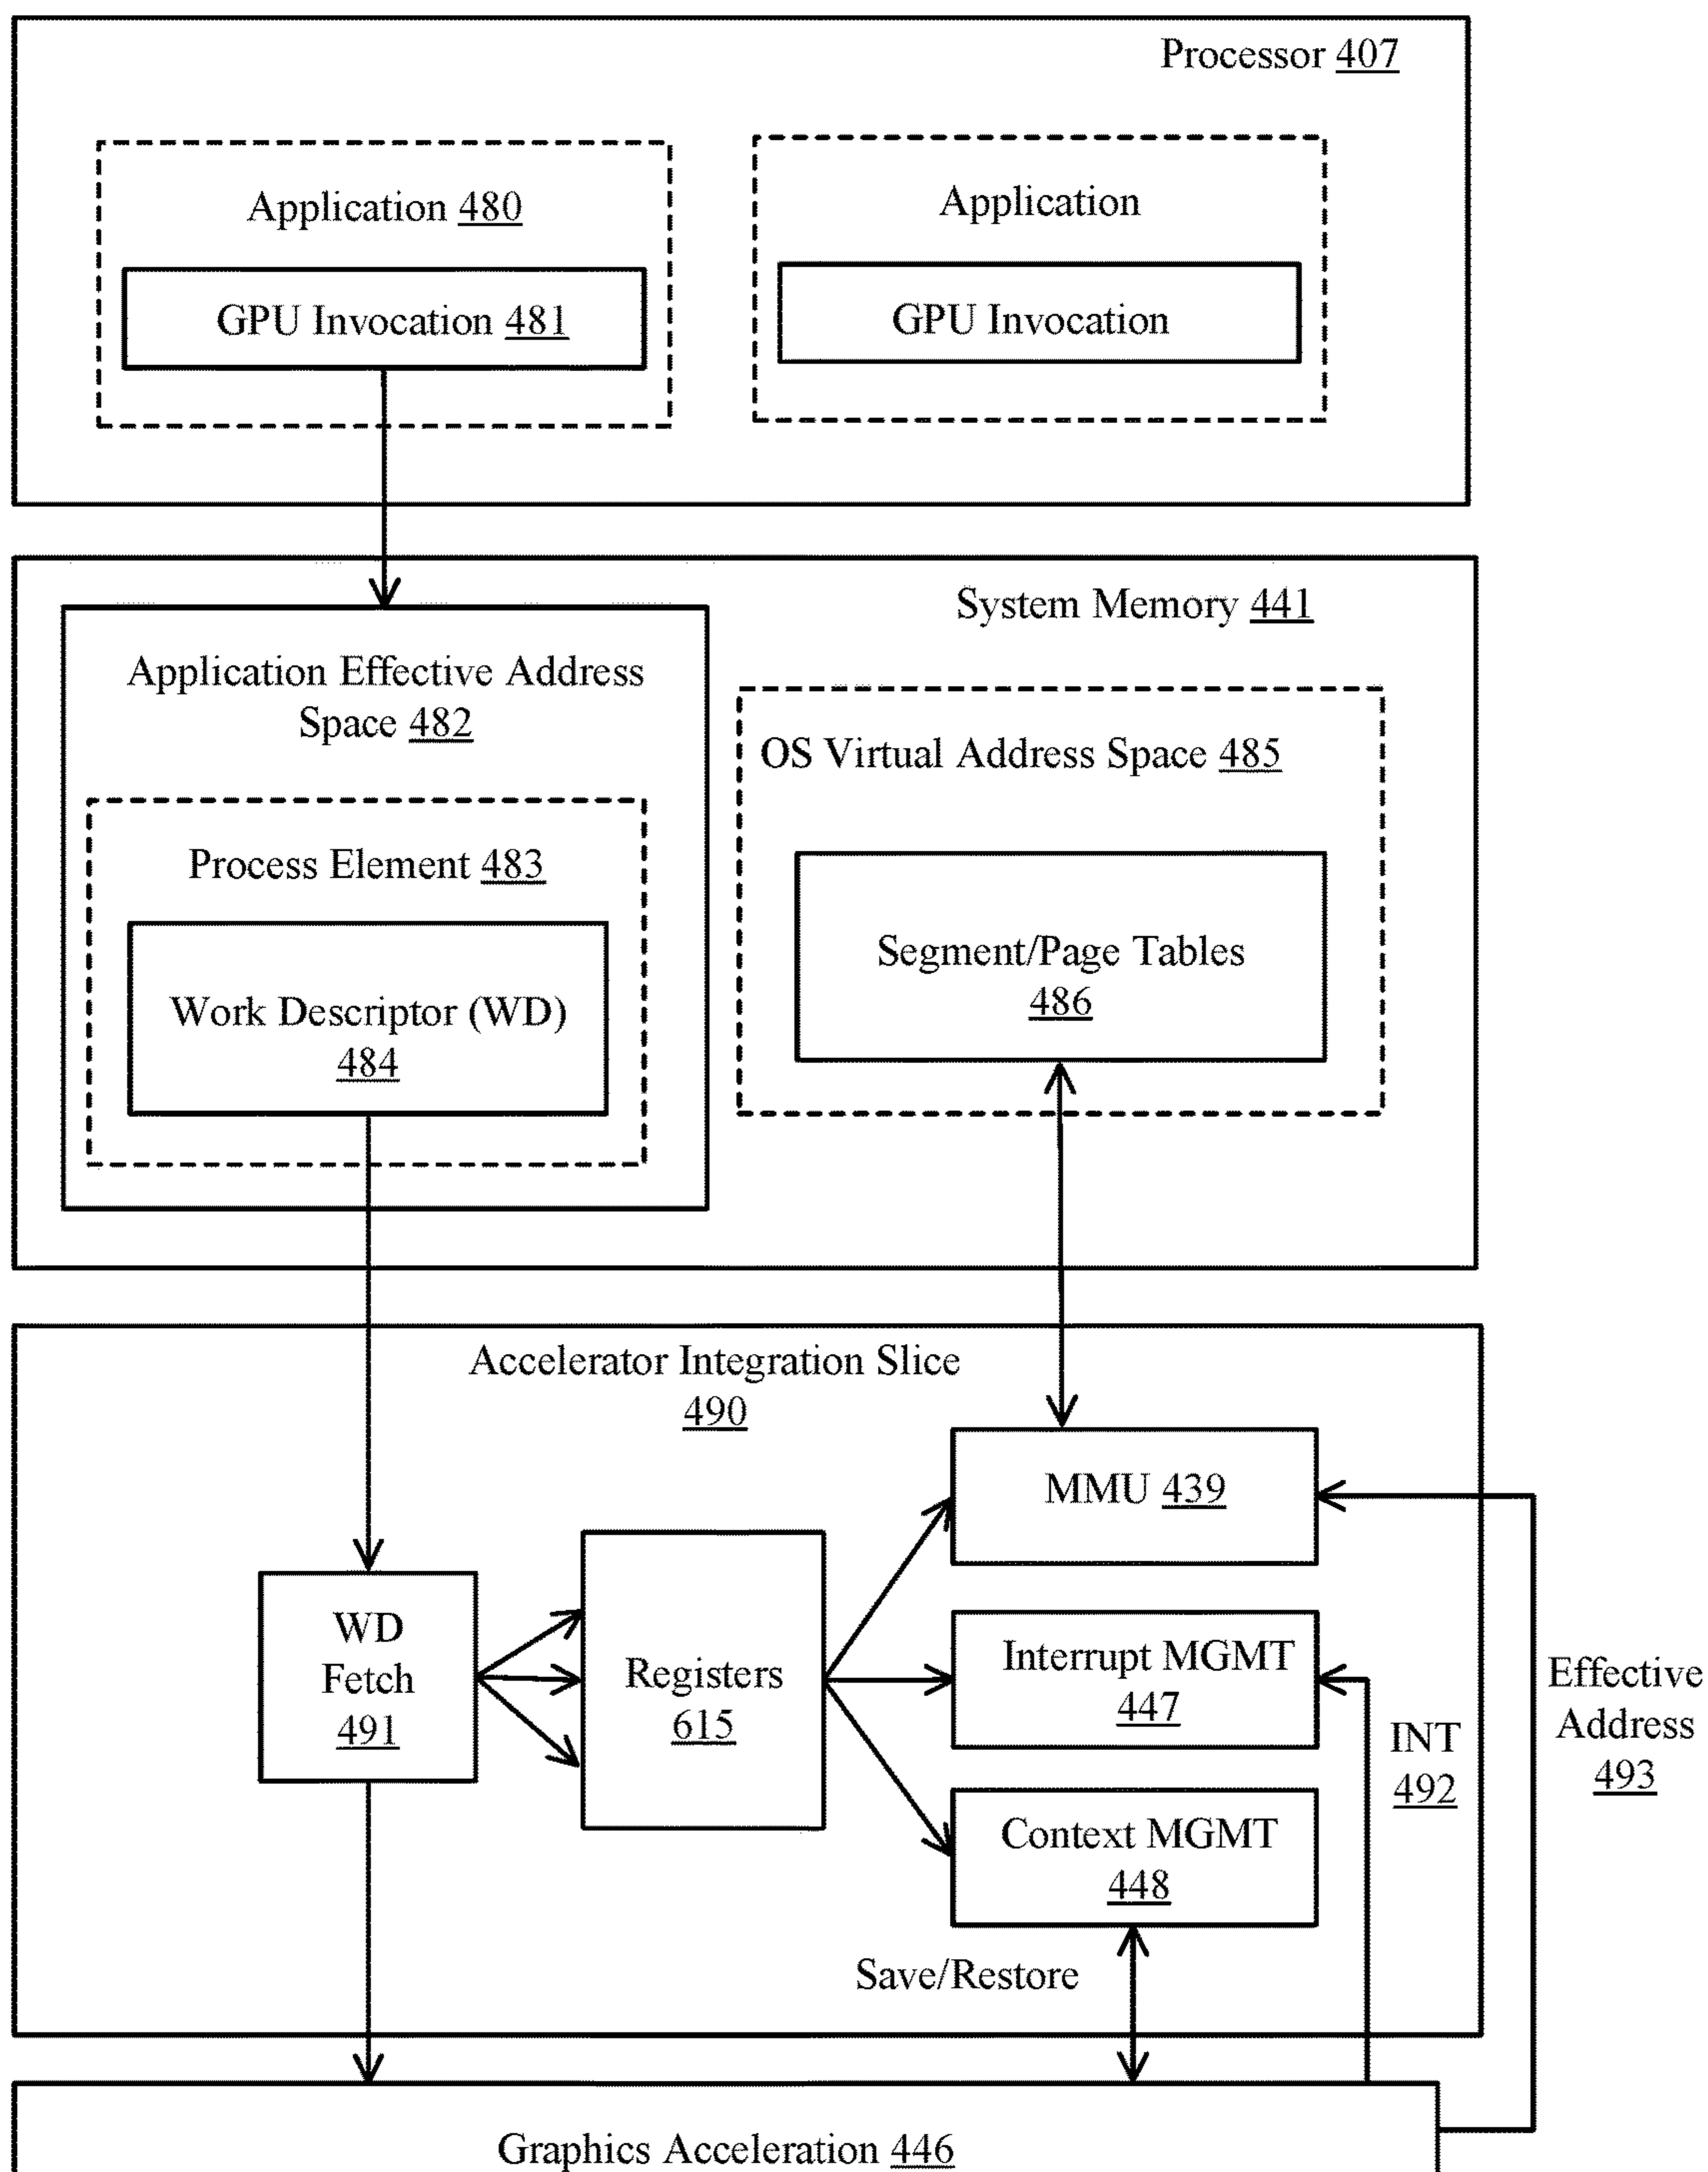 Processor 407
Application 480
Application
GPU Invocation 481
GPU Invocation
System Memory 441
Application Effective Address
Space 482
OS Virtual Address Space 485
Process Element 483
Segment/Page Tables
486
Work Descriptor (WD)
484
Accelerator Integration Slice
490
MMU 439
WD
Fetch
491
Registers
615
Interrupt MGMT
447
Effective
Address
493
INT
492
Context MGMT
448
Save/Restore
Graphics Acceleration 446